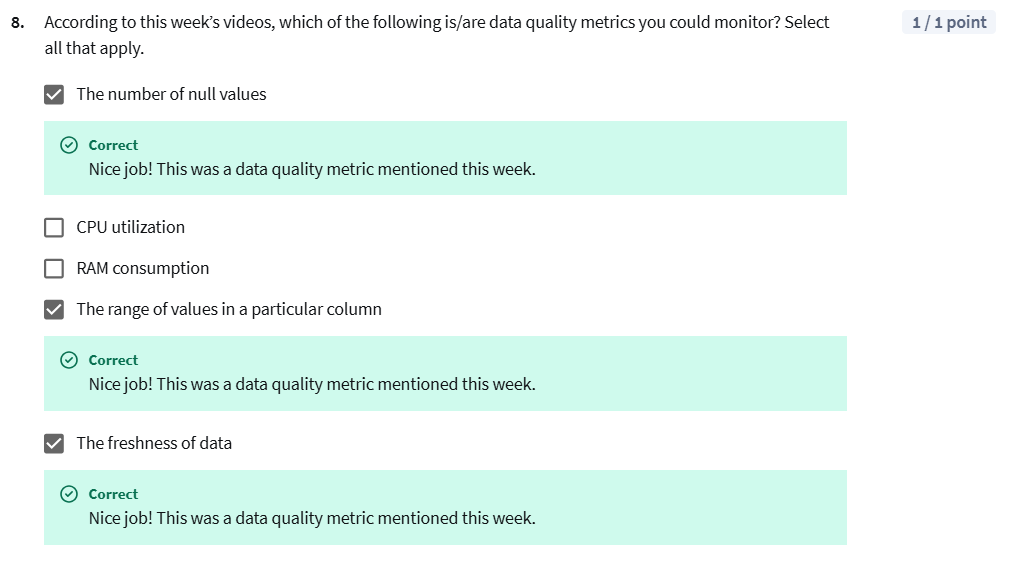 8. According to this week’s videos, which of the following is/are data quality metrics you could monitor? Select 1 / 1 point
all that apply.
The number of null values
Correct
Nice job! This was a data quality metric mentioned this week.
CPU utilization
RAM consumption
The range of values in a particular column
Correct
Nice job! This was a data quality metric mentioned this week.
The freshness of data
Correct
Nice job! This was a data quality metric mentioned this week.